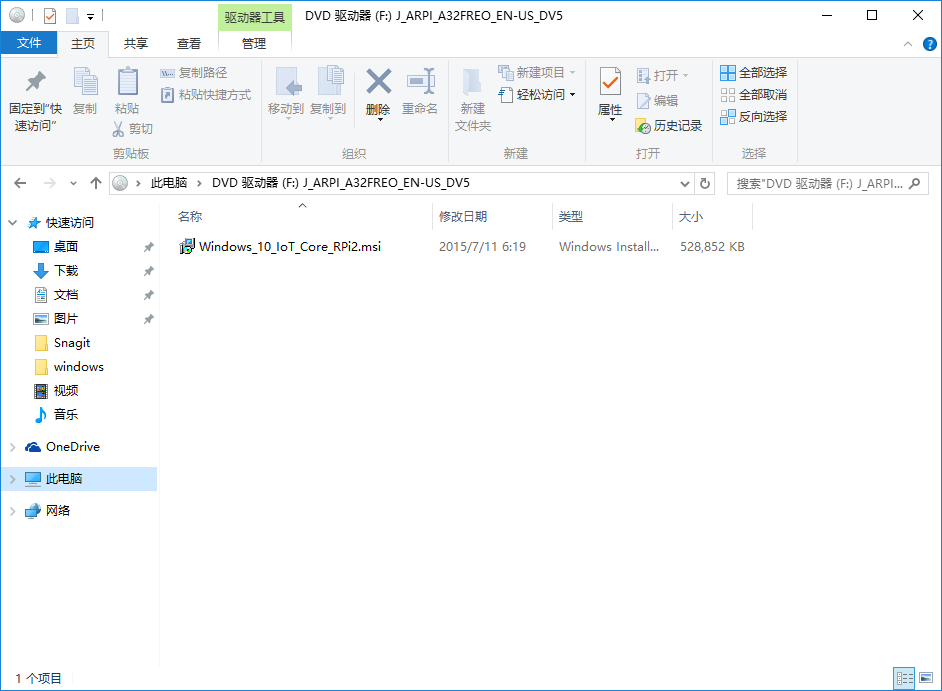 驱动器工具
DVD 驱动器 (F:) J_ARPI_A32FREO_EN-US_DV5
文件
主页
共享
查看
管理
固定到"快
速访问"
复制
粘贴
复制路径
粘贴快捷方式
剪切
剪贴板
移动到
复制到
删除
重命名
组织
新建
文件夹
新建项目
轻松访问
新建
属性
打开
编辑
历史记录
打开
全部选择
全部取消
反向选择
选择
此电脑
DVD 驱动器 (F:) J_ARPI_A32FREO_EN-US_DV5
搜索"DVD 驱动器 (F:) J_ARPI...
名称
修改日期
类型
大小
Windows_10_IoT_Core_RPi2.msi
2015/7/11 6:19
Windows Install...
528,852 KB
快速访问
桌面
下载
文档
图片
Snagit
windows
视频
音乐
OneDrive
此电脑
网络
1 个项目